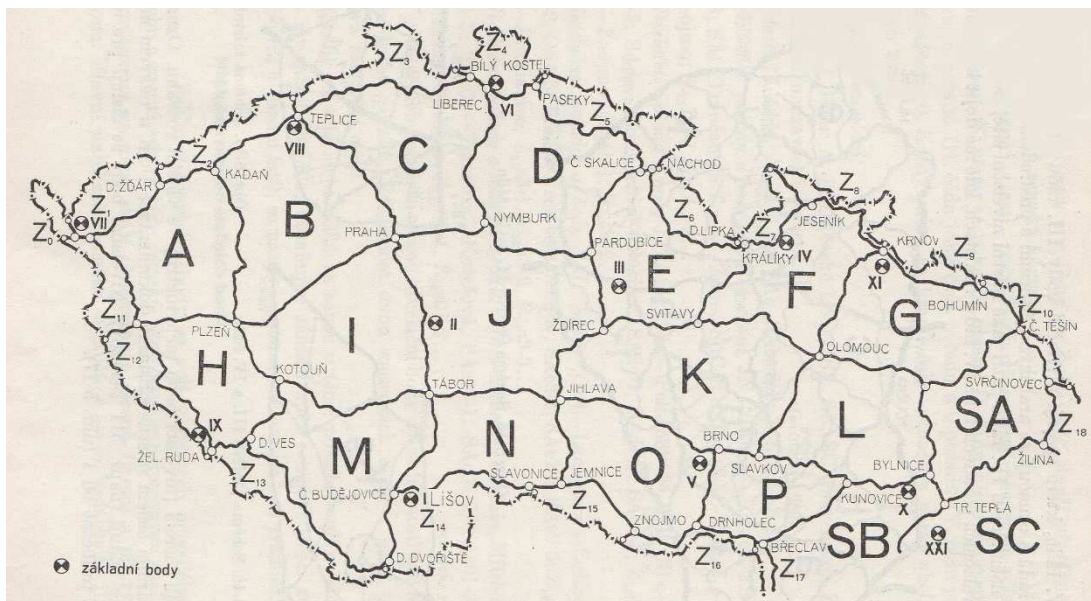 Z₃
Z₄
BÍLÝ KOSTEL
LIBEREC
VI
PASEKY
Z₅
TEPLICE
VIII
C
D
Č. SKALICE
NÁCHOD
Z₂
KADAŇ
D. ŽĎÁR
Z₈
JESENÍK
Z₁
VII
Z₀
A
B
PRAHA
NYMBURK
Z₆
D. LIPKA
Z₇
KRÁLÍKY
IV
PARDUBICE
III
E
F
KRNOV
XI
Z₉
BOHUMÍN
G
Z₁₀
Č. TĚŠÍN
Z₁₁
Z₁₂
PLZEŇ
I
II
J
ŽDÍREC
SVITAVY
OLOMOUC
H
KOTOUŇ
TÁBOR
JIHLAVA
K
SVRČINOVEC
SA
Z₁₈
ŽILINA
IX
ŽEL. RUDA
D. VES
M
N
O
BRNO
V
SLAVKOV
L
BYLNICE
Z₁₃
Č. BUDĚJOVICE
I LIŠOV
Z₁₄
SLAVONICE
JEMNICE
Z₁₅
P
KUNOVICE
X
TR. TEPLÁ
ZNOJMO
DRNHOLEC
Z₁₆
BŘECLAV
Z₁₇
SB
XXI
SC
D. DVOŘIŠTĚ
základní body